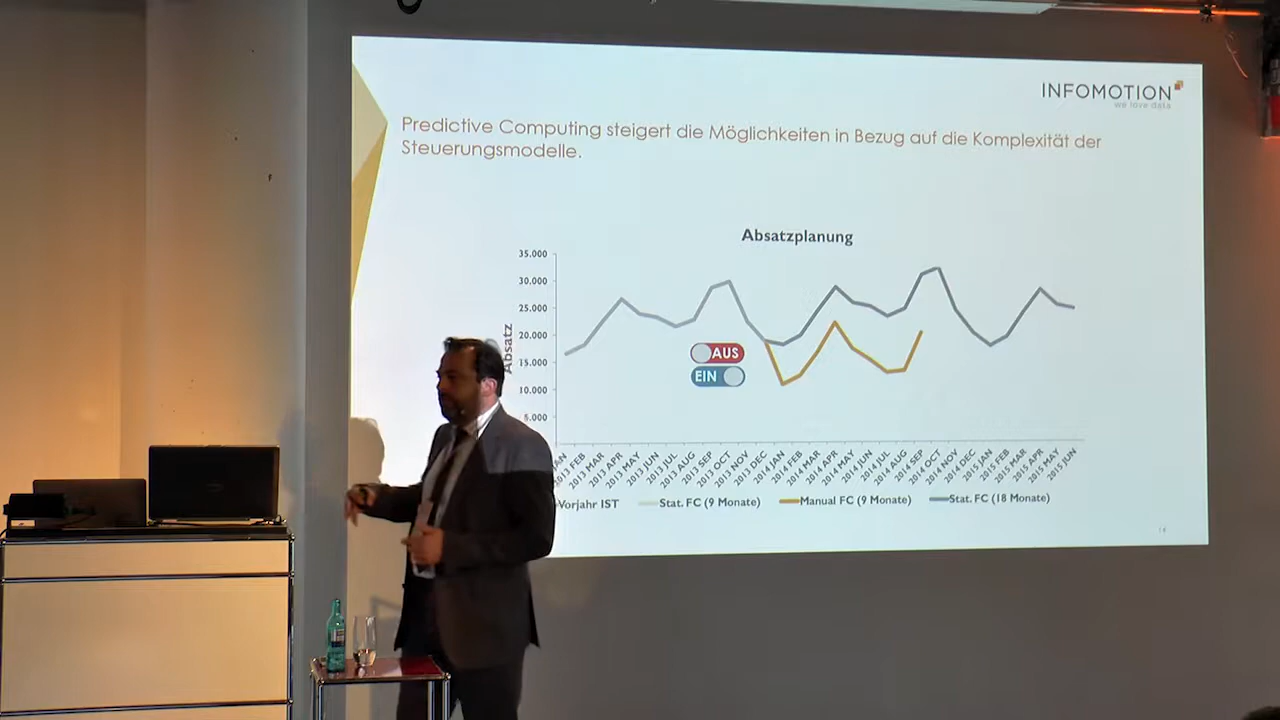 INFOMOTION
we love data
Predictive Computing steigert die Möglichkeiten in Bezug auf die Komplexität der
Steuerungsmodelle.
Absatzplanung
35.000
30.000
25.000
20.000
15.000
10.000
5.000
Absatz
AUS
EIN
JAN
2013 FEB
2013 MAR
2013 APR
2013 MAY
2013 JUN
2013 JUL
2013 AUG
2013 SEP
2013 OCT
2013 NOV
2013 DEC
2014 JAN
2014 FEB
2014 MAR
2014 APR
2014 MAY
2014 JUN
2014 JUL
2014 AUG
2014 SEP
2014 OCT
2014 NOV
2014 DEC
2015 JAN
2015 FEB
2015 MAR
2015 APR
2015 MAY
2015 JUN
Vorjahr IST
Stat. FC (9 Monate)
Manual FC (9 Monate)
Stat. FC (18 Monate)